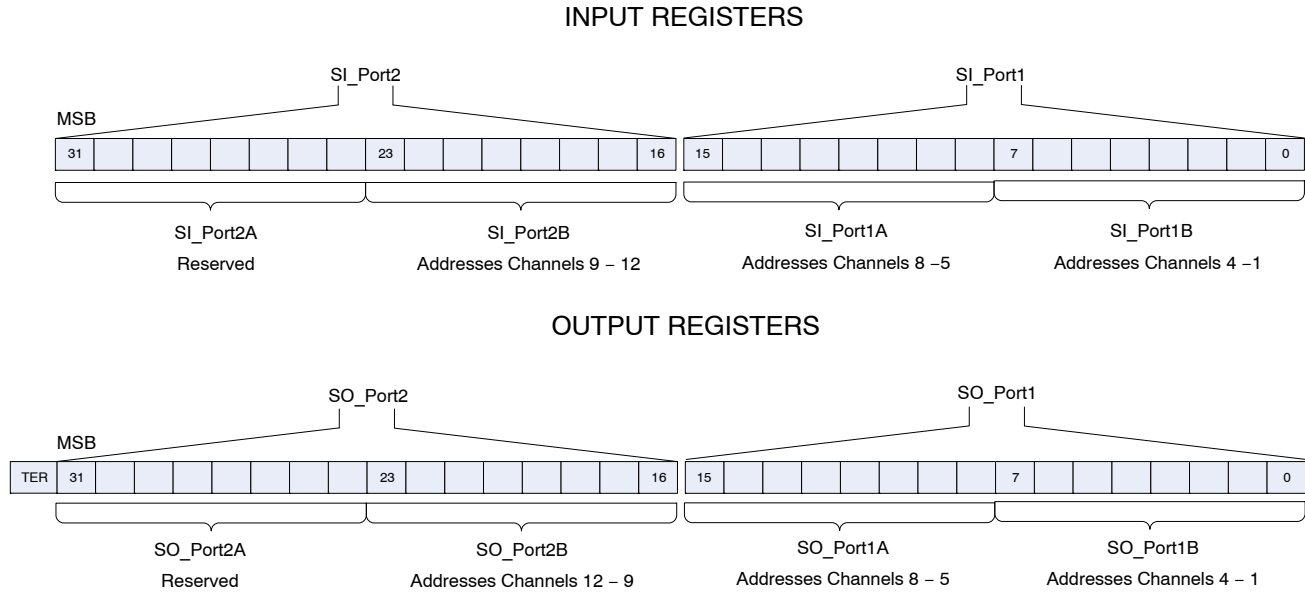 INPUT REGISTERS
SI_Port2 SI_Port1
MSB
31 23 16 15 7 0
SI_Port2A SI_Port2B SI_Port1A SI_Port1B
Reserved Addresses Channels 9 – 12 Addresses Channels 8 –5 Addresses Channels 4 –1
OUTPUT REGISTERS
SO_Port2 SO_Port1
MSB
TER 31 23 16 15 7 0
SO_Port2A SO_Port2B SO_Port1A SO_Port1B
Reserved Addresses Channels 12 – 9 Addresses Channels 8 – 5 Addresses Channels 4 – 1